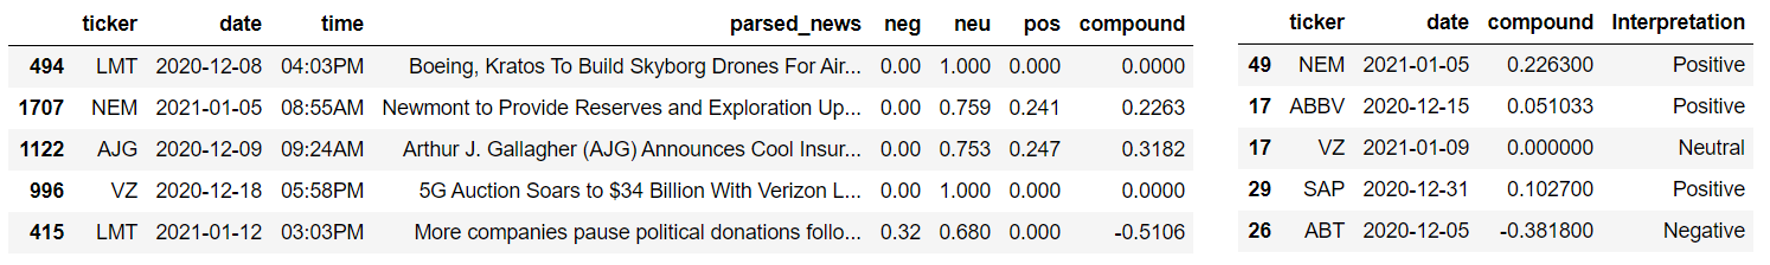 ticker date time parsed_news neg neu pos compound
494 LMT 2020-12-08 04:03PM Boeing, Kratos To Build Skyborg Drones For Air... 0.00 1.000 0.000 0.0000
1707 NEM 2021-01-05 08:55AM Newmont to Provide Reserves and Exploration Up... 0.00 0.759 0.241 0.2263
1122 AJG 2020-12-09 09:24AM Arthur J. Gallagher (AJG) Announces Cool Insur... 0.00 0.753 0.247 0.3182
996 VZ 2020-12-18 05:58PM 5G Auction Soars to $34 Billion With Verizon L... 0.00 1.000 0.000 0.0000
415 LMT 2021-01-12 03:03PM More companies pause political donations follo... 0.32 0.680 0.000 -0.5106
ticker date compound Interpretation
49 NEM 2021-01-05 0.226300 Positive
17 ABBV 2020-12-15 0.051033 Positive
17 VZ 2021-01-09 0.000000 Neutral
29 SAP 2020-12-31 0.102700 Positive
26 ABT 2020-12-05 -0.381800 Negative